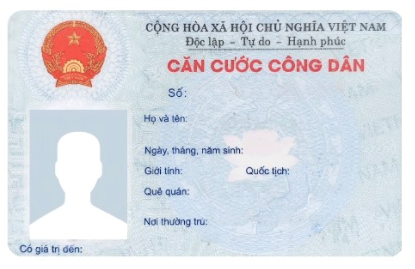 CỘNG HÒA XÃ HỘI CHỦ NGHĨA VIỆT NAM
Độc lập – Tự do – Hạnh phúc
CĂN CƯỚC CÔNG DÂN
Số:
Họ và tên:
Ngày, tháng, năm sinh:
Giới tính: Quốc tịch:
Quê quán:
Nơi thường trú:
Có giá trị đến: